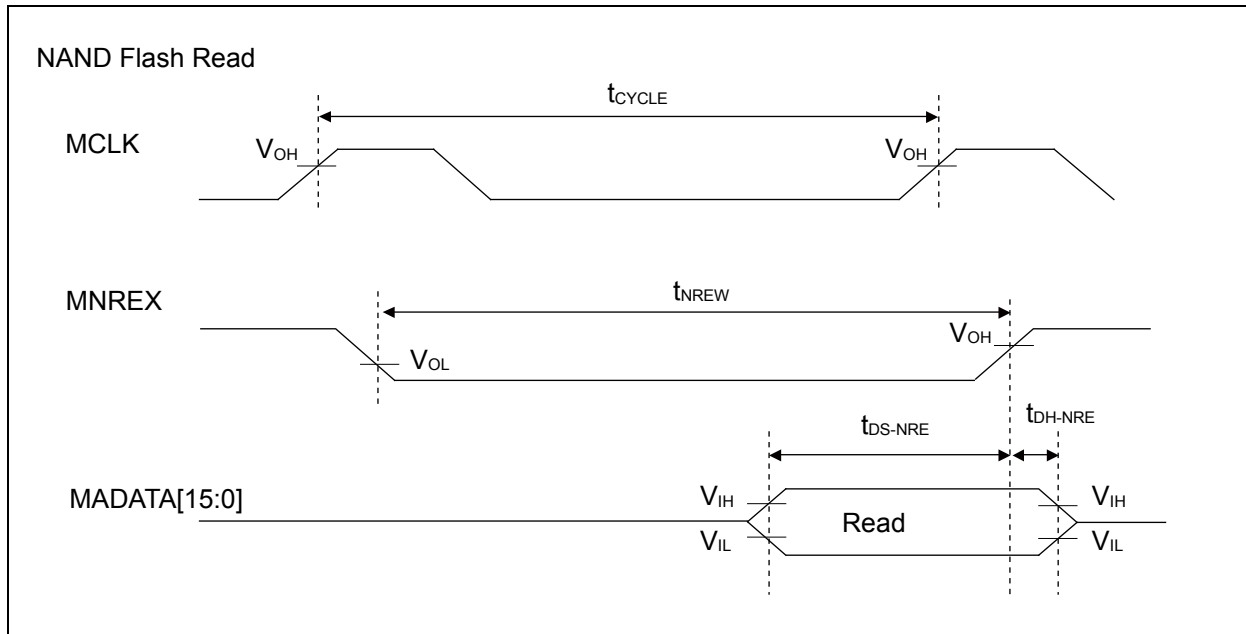 NAND Flash Read
tCYCLE
MCLK
VOH
VOH
tNREW
MNREX
VOH
VOL
tDS-NRE
tDH-NRE
MADATA[15:0]
VIH
VIH
Read
VIL
VIL